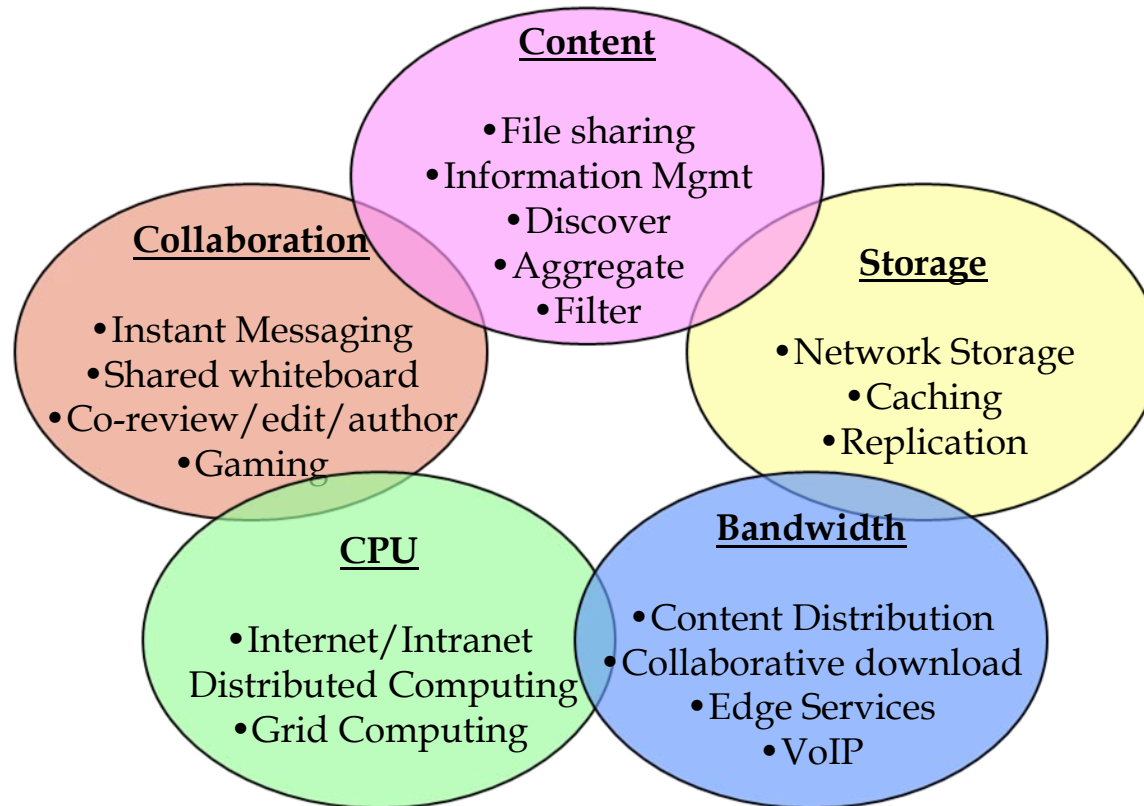 Content
•File sharing
•Information Mgmt
•Discover
•Aggregate
•Filter
Collaboration
•Instant Messaging
•Shared whiteboard
•Co-review/edit/author
•Gaming
Storage
•Network Storage
•Caching
•Replication
CPU
•Internet/Intranet
Distributed Computing
•Grid Computing
Bandwidth
•Content Distribution
•Collaborative download
•Edge Services
•VoIP